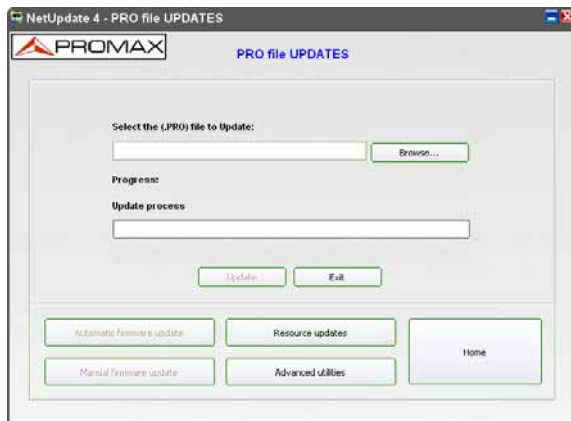 NetUpdate 4 - PRO file UPDATES
PROMAX
PRO file UPDATES
Select the (.PRO) file to Update:
Browse...
Progress:
Update process
Update
Exit
Automatic firmware update
Resource updates
Home
Manual firmware update
Advanced utilities